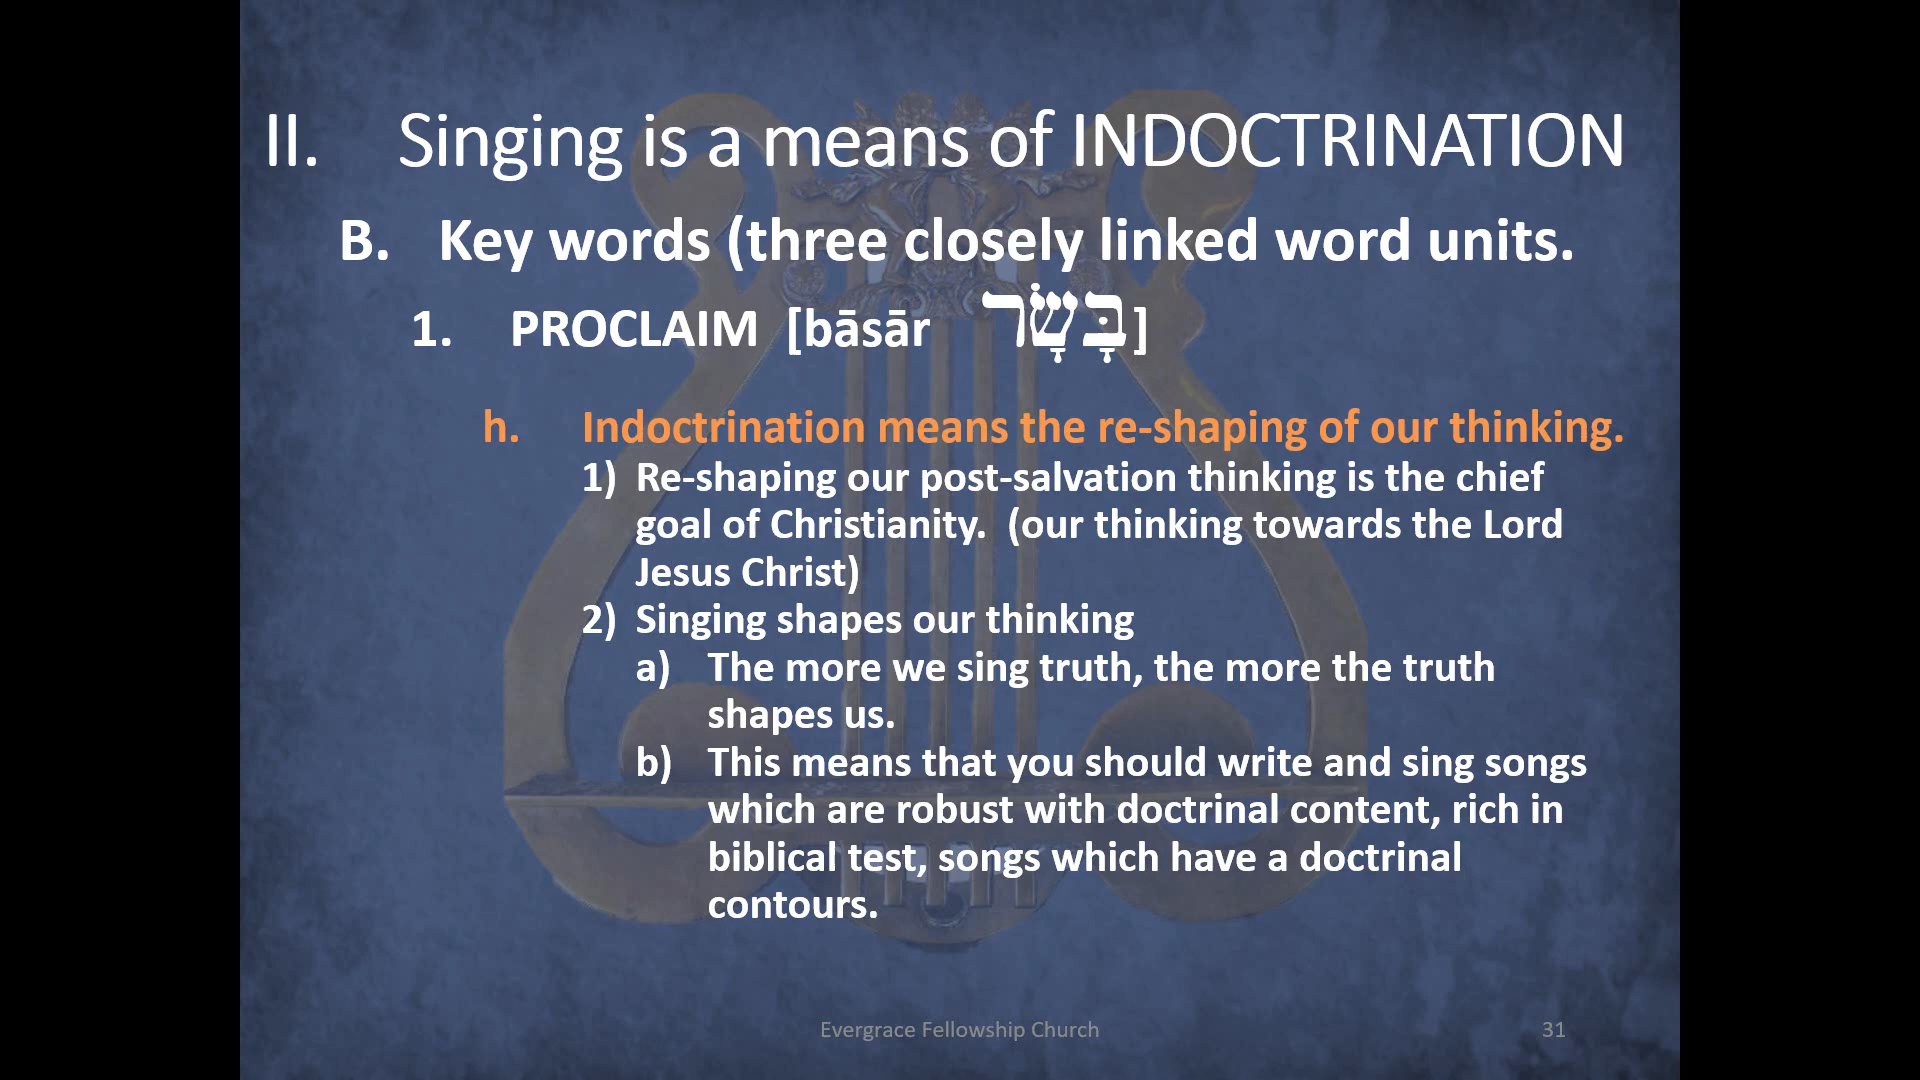 II. Singing is a means of INDOCTRINATION
B. Key words (three closely linked word units.
1. PROCLAIM [bāsār בָּשָׂר]
h. Indoctrination means the re-shaping of our thinking.
1) Re-shaping our post-salvation thinking is the chief
goal of Christianity. (our thinking towards the Lord
Jesus Christ)
2) Singing shapes our thinking
a) The more we sing truth, the more the truth
shapes us.
b) This means that you should write and sing songs
which are robust with doctrinal content, rich in
biblical test, songs which have a doctrinal
contours.
Evergrace Fellowship Church 31